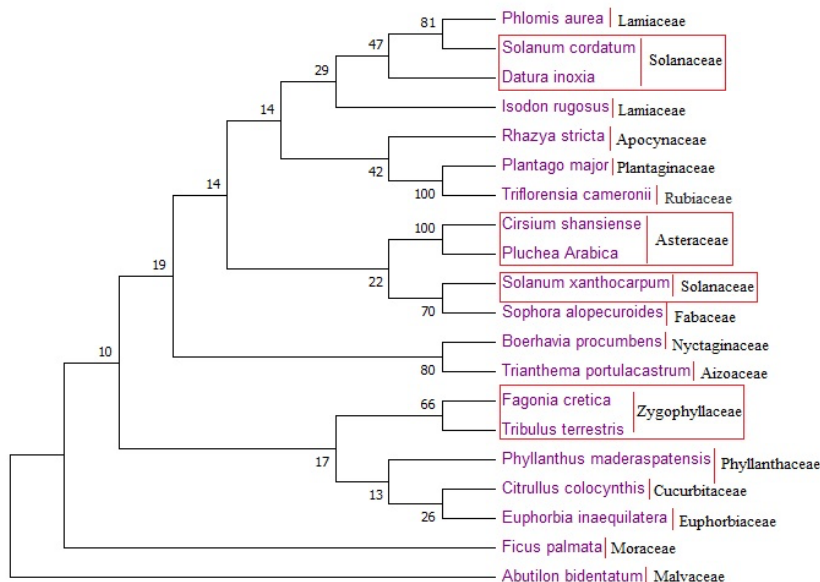 81 Phlomis aurea Lamiaceae
47 Solanum cordatum Solanaceae
Datura inoxia
29 Isodon rugosus Lamiaceae
14 Rhazya stricta Apocynaceae
42 Plantago major Plantaginaceae
100 Triflorensia cameronii Rubiaceae
14
100 Cirsium shansiense Asteraceae
Pluchea Arabica
22 Solanum xanthocarpum Solanaceae
70 Sophora alopecuroides Fabaceae
19
Boerhavia procumbens Nyctaginaceae
80 Trianthema portulacastrum Aizoaceae
10
66 Fagonia cretica Zygophyllaceae
Tribulus terrestris
17 Phyllanthus maderaspatensis Phyllanthaceae
13 Citrullus colocynthis Cucurbitaceae
26 Euphorbia inaequilatera Euphorbiaceae
Ficus palmata Moraceae
Abutilon bidentatum Malvaceae